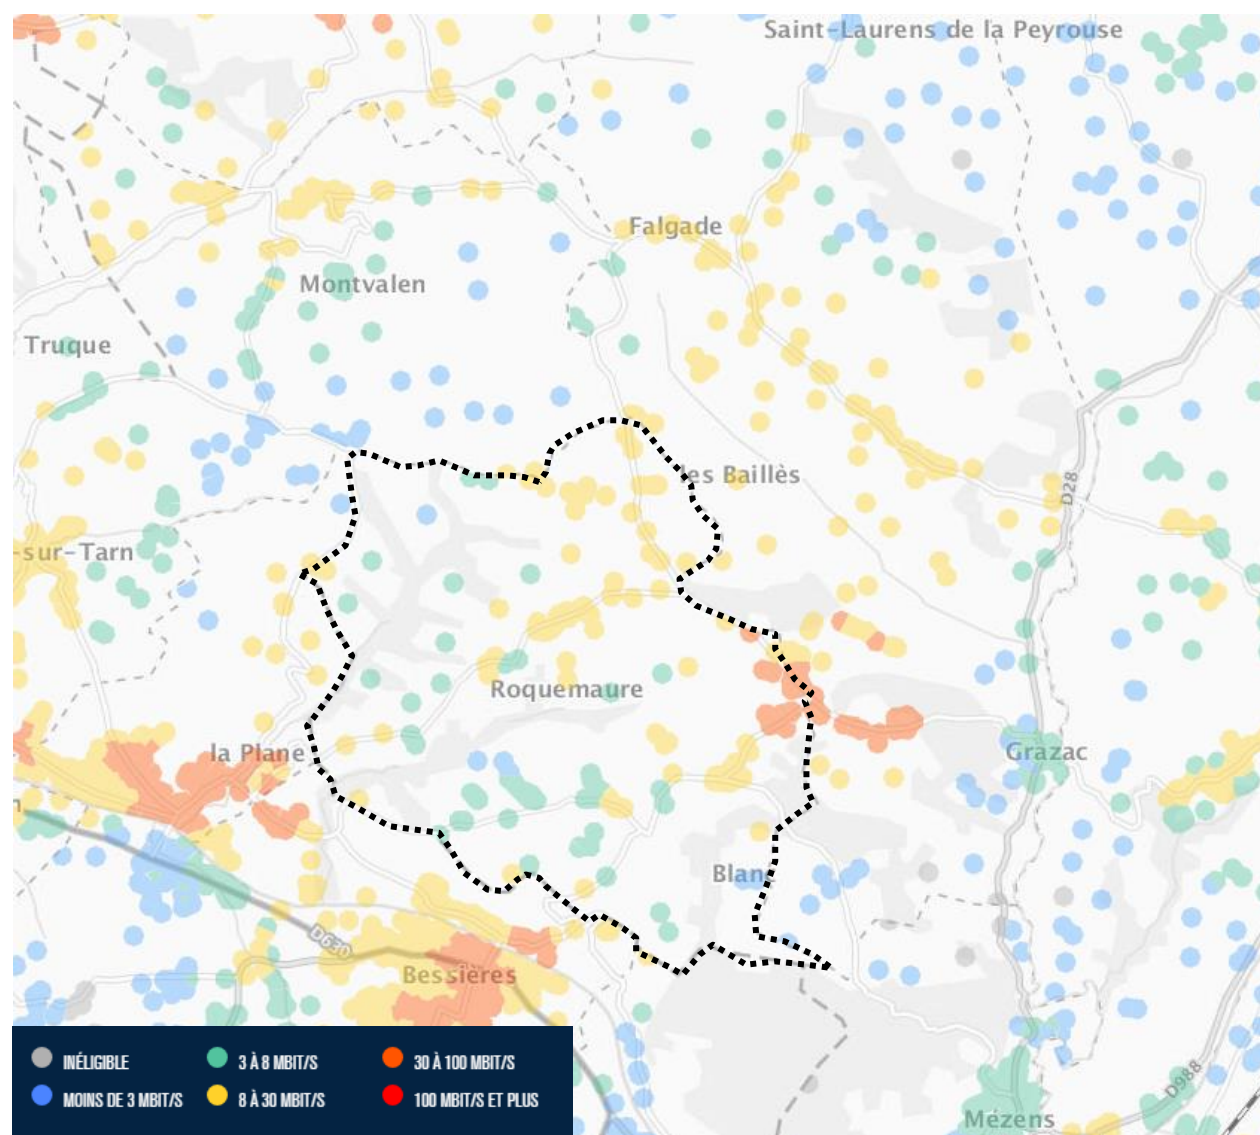 Saint-Laurens de la Peyrouse
Falgade
Montvalen
Truque
les Baillès
D28
-sur-Tarn
Roquemaure
la Plane
Grazac
n
Blanc
D630
Bessières
D988
Mézens
INÉLIGIBLE
3 À 8 MBIT/S
30 À 100 MBIT/S
MOINS DE 3 MBIT/S
8 À 30 MBIT/S
100 MBIT/S ET PLUS